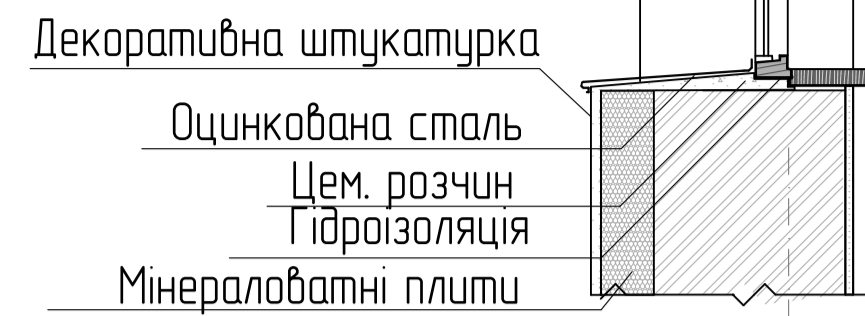 Декоративна штукатурка
Оцинкована сталь
Цем. розчин
Гідроізоляція
Мінераловатні плити